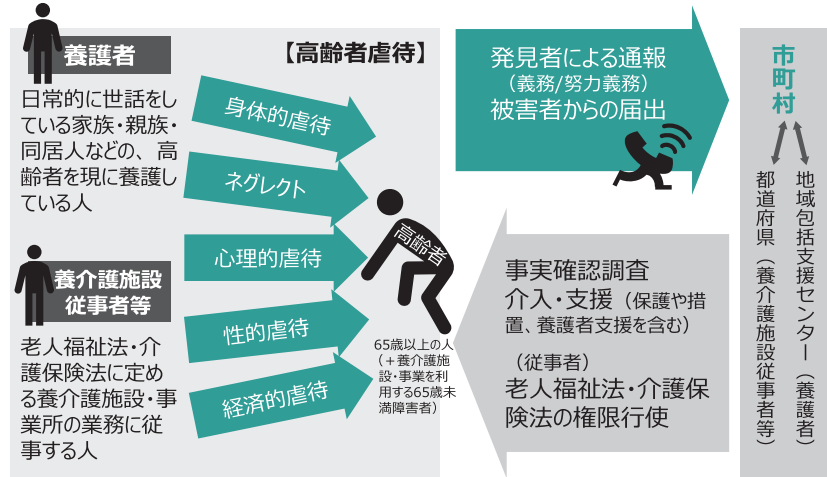 【高齢者虐待】
養護者
日常的に世話をし
ている家族・親族・
同居人などの、高
齢者を現に養護し
ている人
養介護施設
従事者等
老人福祉法・介
護保険法に定め
る養介護施設・事
業所の業務に従
事する人
身体的虐待
ネグレクト
心理的虐待
性的虐待
経済的虐待
高齢者
65歳以上の人
（＋養介護施
設・事業を利
用する65歳未
満障害者）
発見者による通報
（義務/努力義務）
被害者からの届出
事実確認調査
介入・支援（保護や措
置、養護者支援を含む）
（従事者）
老人福祉法・介護保
険法の権限行使
市町村
地域包括支援センター（養護者）
都道府県（養介護施設従事者等）